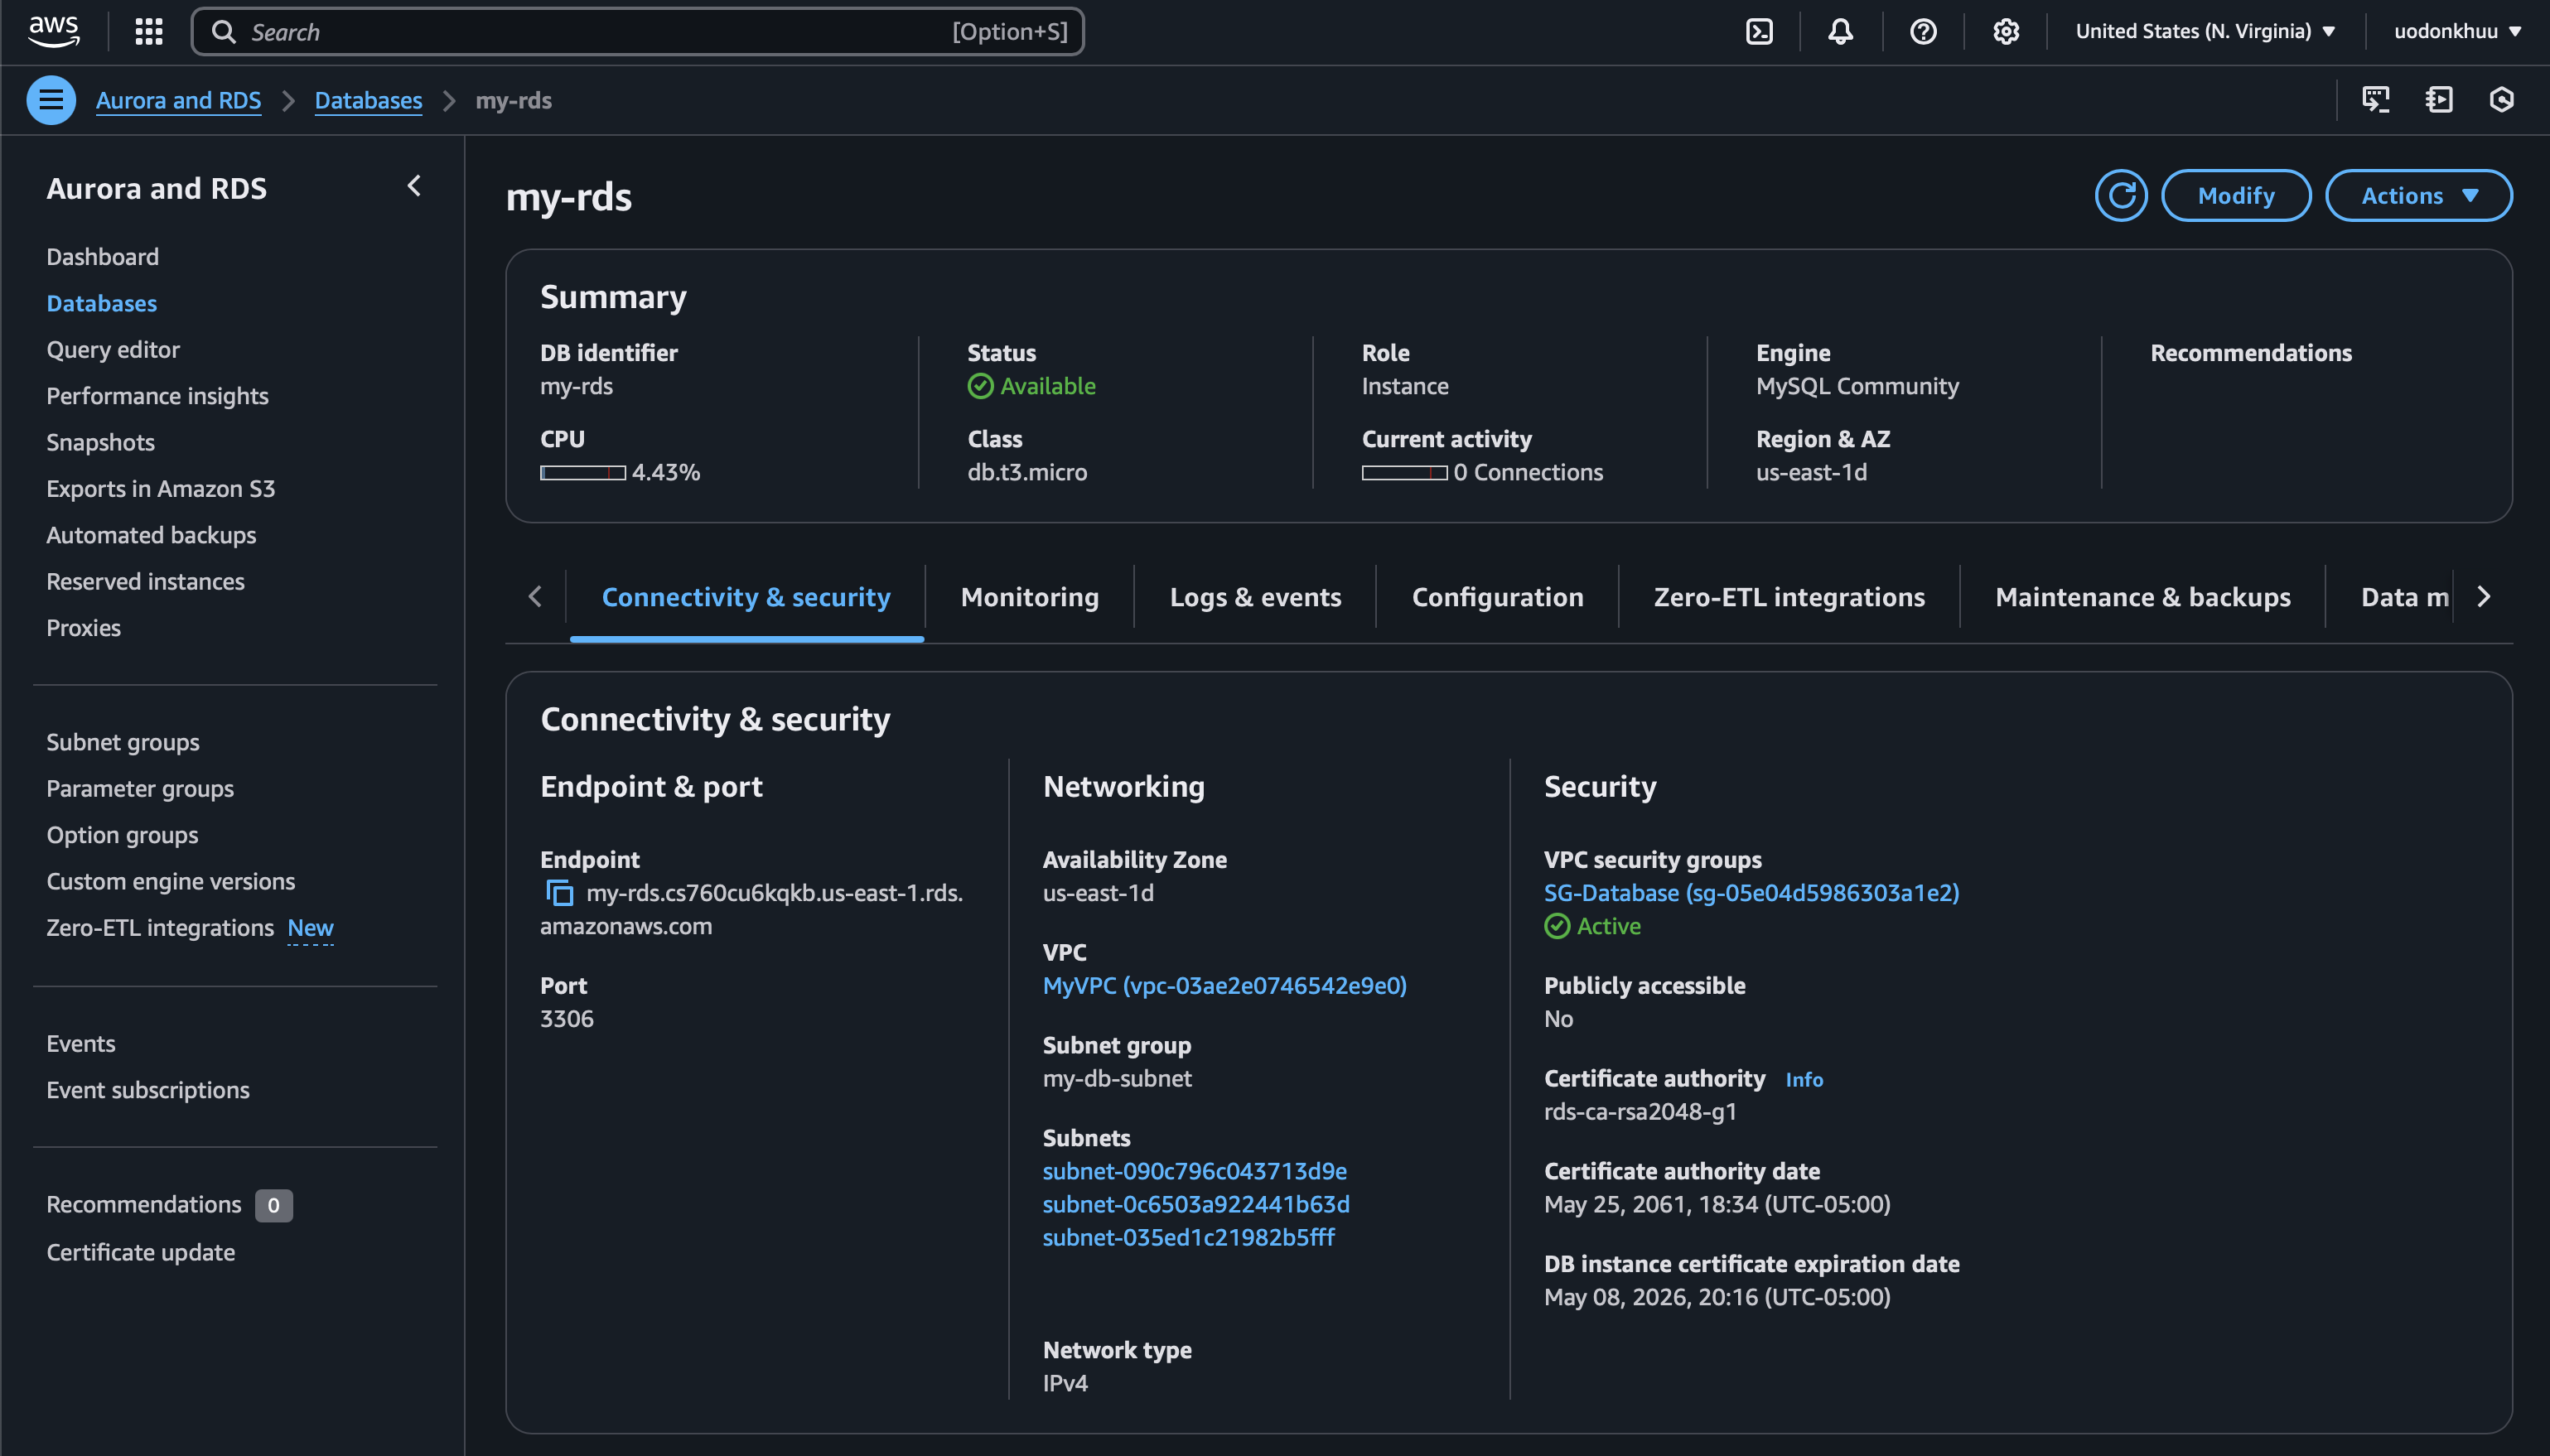 aws
Search
[Option+S]
United States (N. Virginia)
uodonkhuu
Aurora and RDS
Databases
my-rds
Aurora and RDS
Dashboard
Databases
Query editor
Performance insights
Snapshots
Exports in Amazon S3
Automated backups
Reserved instances
Proxies
Subnet groups
Parameter groups
Option groups
Custom engine versions
Zero-ETL integrations New
Events
Event subscriptions
Recommendations 0
Certificate update
my-rds
Modify
Actions
Summary
DB identifier
my-rds
CPU
4.43%
Status
Available
Class
db.t3.micro
Role
Instance
Current activity
0 Connections
Engine
MySQL Community
Region & AZ
us-east-1d
Recommendations
Connectivity & security
Monitoring
Logs & events
Configuration
Zero-ETL integrations
Maintenance & backups
Data m
Connectivity & security
Endpoint & port
Endpoint
my-rds.cs760cu6kqkb.us-east-1.rds.
amazonaws.com
Port
3306
Networking
Availability Zone
us-east-1d
VPC
MyVPC (vpc-03ae2e0746542e9e0)
Subnet group
my-db-subnet
Subnets
subnet-090c796c043713d9e
subnet-0c6503a922441b63d
subnet-035ed1c21982b5fff
Network type
IPv4
Security
VPC security groups
SG-Database (sg-05e04d5986303a1e2)
Active
Publicly accessible
No
Certificate authority Info
rds-ca-rsa2048-g1
Certificate authority date
May 25, 2061, 18:34 (UTC-05:00)
DB instance certificate expiration date
May 08, 2026, 20:16 (UTC-05:00)